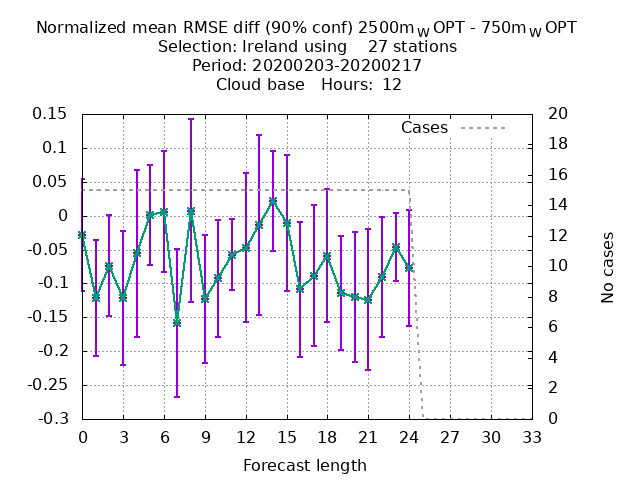 Normalized mean RMSE diff (90% conf) 2500m_W OPT - 750m_W OPT
Selection: Ireland using 27 stations
Period: 20200203-20200217
Cloud base Hours: 12
Cases
0.15
0.1
0.05
0
-0.05
-0.1
-0.15
-0.2
-0.25
-0.3
20
18
16
14
12
10
8
6
4
2
0
No cases
0 3 6 9 12 15 18 21 24 27 30 33
Forecast length